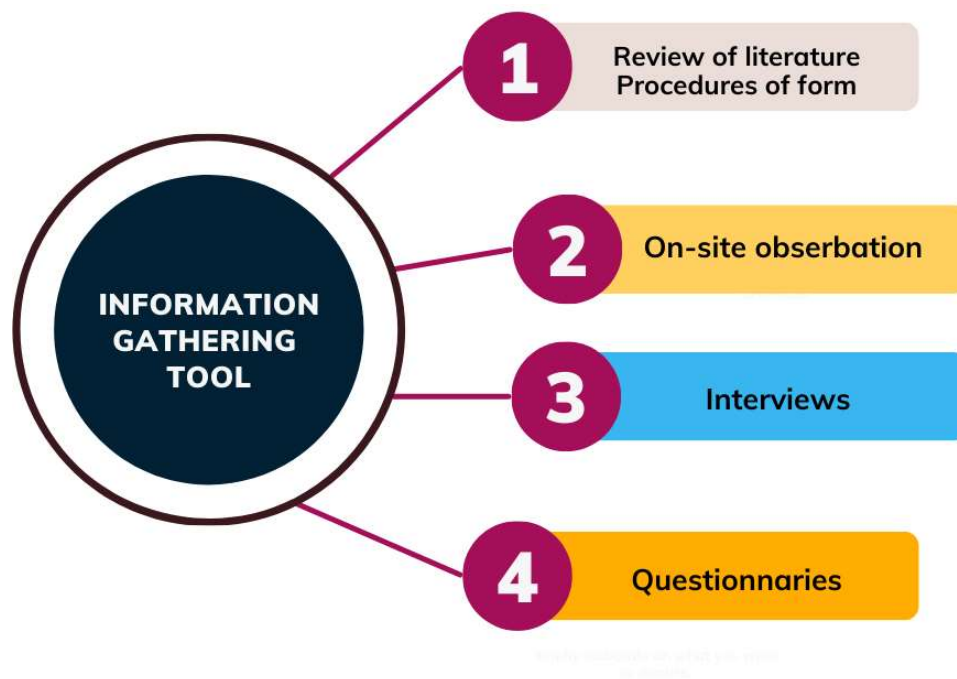 1
Review of literature
Procedures of form
2
On-site obserbation
INFORMATION
GATHERING
TOOL
3
Interviews
4
Questionnaries